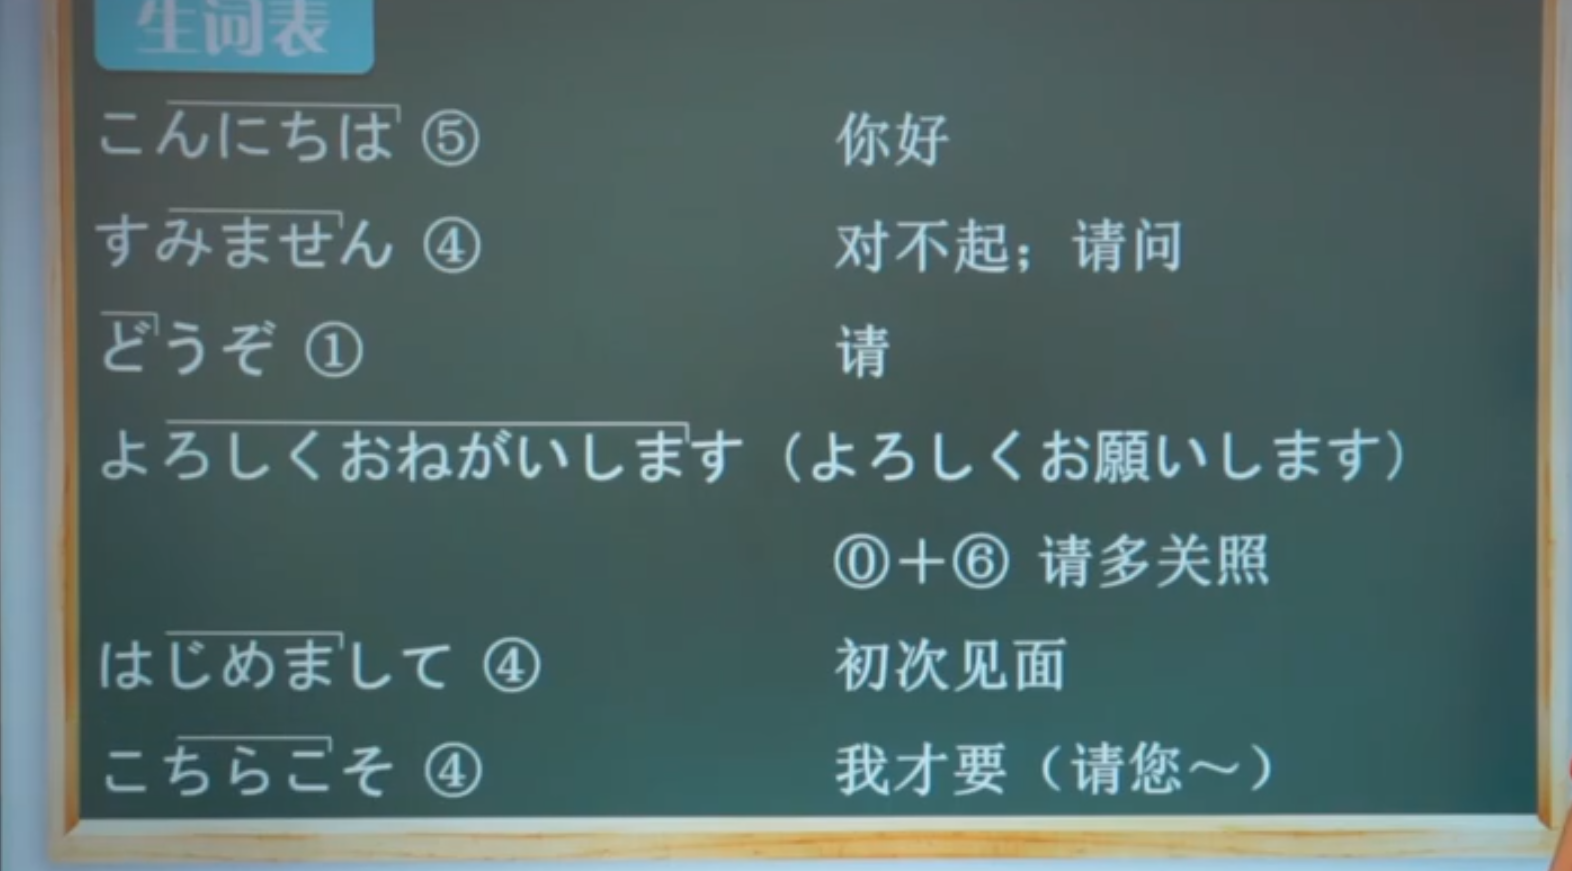 生词表
こんにちは ⑤ 你好
すみません ④ 对不起；请问
どうぞ ① 请
よろしくおねがいします（よろしくお願いします）
⓪＋⑥ 请多关照
はじめまして ④ 初次见面
こちらこそ ④ 我才要（请您～）